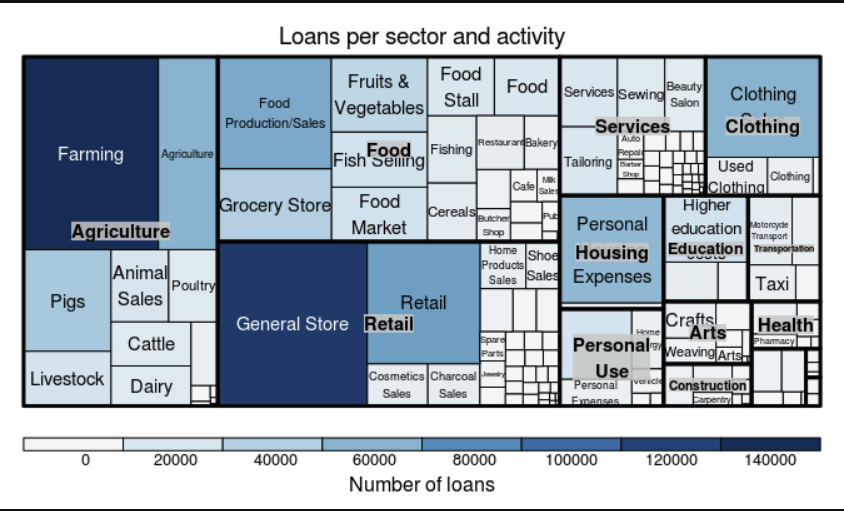 Loans per sector and activity
Farming
Agriculture
Agriculture
Pigs
Animal
Sales
Poultry
Cattle
Livestock
Dairy
Food
Production/Sales
Fruits &
Vegetables
Food
Stall
Food
Fish Selling
Food
Fishing
Restaurant
Bakery
Grocery Store
Food
Market
Cereals
Cafe
Milk
Sales
Butcher
Shop
Pub
General Store
Retail
Retail
Home
Products
Sales
Shoe
Sales
Spare
Parts
Jewelry
Cosmetics
Sales
Charcoal
Sales
Services
Sewing
Beauty
Salon
Services
Tailoring
Auto
Repair
Barber
Shop
Clothing
Clothing
Used
Clothing
Clothing
Personal
Housing
Expenses
Higher
education
Education
Motorcycle
Transport
Transportation
Taxi
Home
Personal
Use
Personal
Expenses
Vehicle
Crafts
Arts
Weaving
Arts
Construction
Carpentry
Health
Pharmacy
0 20000 40000 60000 80000 100000 120000 140000
Number of loans